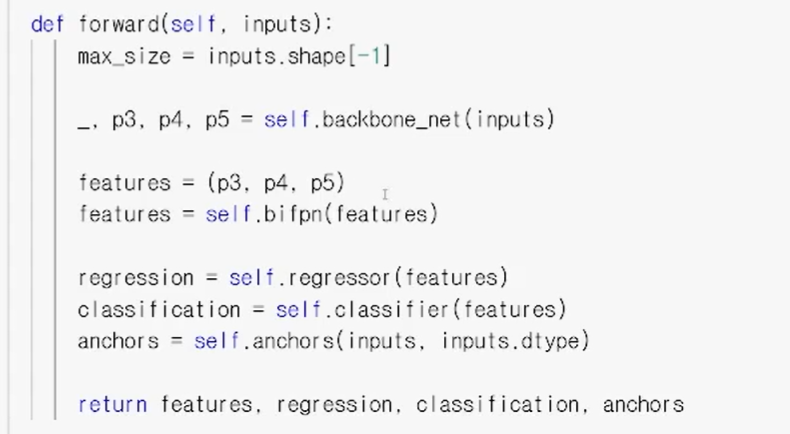 def forward(self, inputs):
max_size = inputs.shape[-1]
_, p3, p4, p5 = self.backbone_net(inputs)
features = (p3, p4, p5)
features = self.bifpn(features)
regression = self.regressor(features)
classification = self.classifier(features)
anchors = self.anchors(inputs, inputs.dtype)
return features, regression, classification, anchors